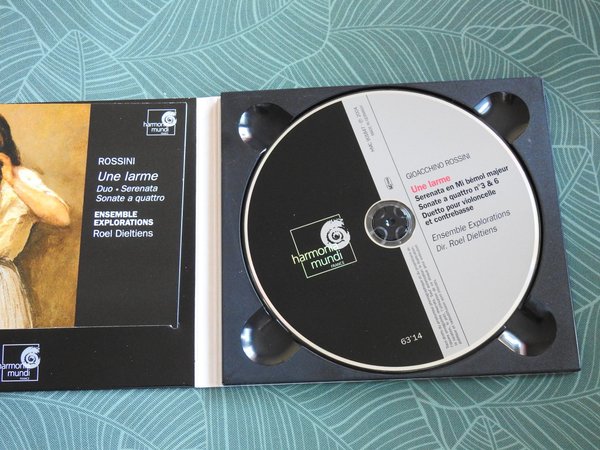 harmonia
mundi
ROSSINI
Une larme
Duo • Serenata
Sonate a quattro
ENSEMBLE
EXPLORATIONS
Roel Dieltiens
harmonia
mundi
FRANCE
GIOACCHINO ROSSINI
Une larme
Serenata en Mi bémol majeur
Sonate a quattro n°3 & 6
Duetto pour violoncelle
et contrebasse
Ensemble Explorations
Dir. Roel Dieltiens
harmonia
mundi
FRANCE
63'14